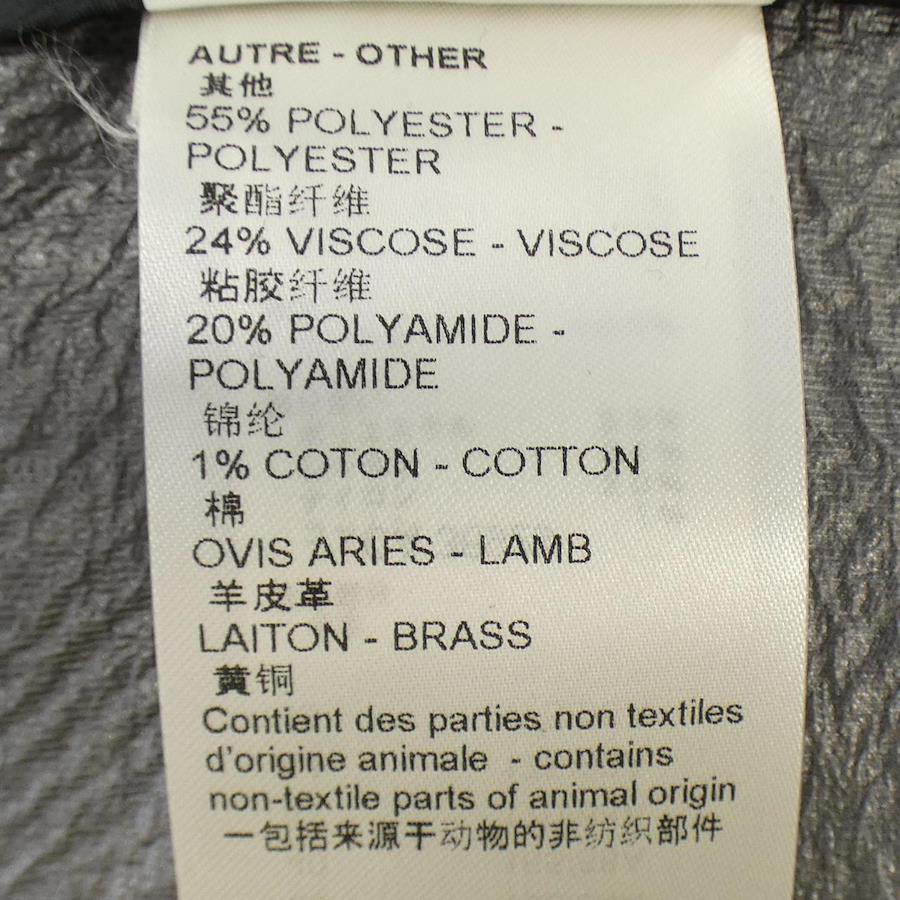 AUTRE - OTHER
其他
55% POLYESTER -
POLYESTER
聚酯纤维
24% VISCOSE - VISCOSE
粘胶纤维
20% POLYAMIDE -
POLYAMIDE
锦纶
1% COTON - COTTON
棉
OVIS ARIES - LAMB
羊皮革
LAITON - BRASS
黄铜
Contient des parties non textiles
d'origine animale - contains
non-textile parts of animal origin
一包括来源干动物的非纺织部件